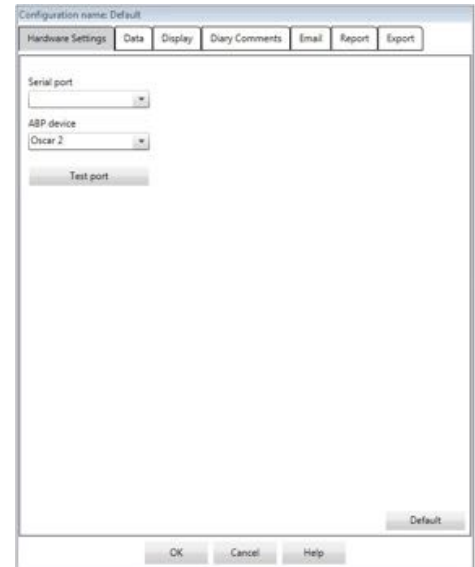 Configuration name: Default
Hardware Settings Data Display Diary Comments Email Report Export
Serial port
ABP device
Oscar 2
Test port
Default
OK Cancel Help